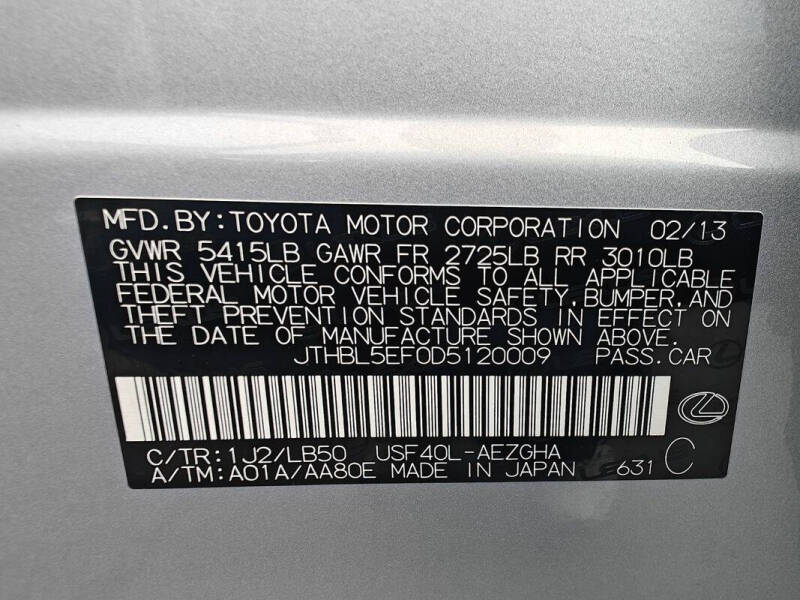 MFD.BY:TOYOTA MOTOR CORPORATION 02/13
GVWR 5415LB GAWR FR 2725LB RR 3010LB
THIS VEHICLE CONFORMS TO ALL APPLICABLE
FEDERAL MOTOR VEHICLE SAFETY,BUMPER,AND
THEFT PREVENTION STANDARDS IN EFFECT ON
THE DATE OF MANUFACTURE SHOWN ABOVE.
JTHBL5EF0D5120009 PASS.CAR
C/TR:1J2/LB50 USF40L-AEZGHA
A/TM:A01A/AA80E MADE IN JAPAN 631 C